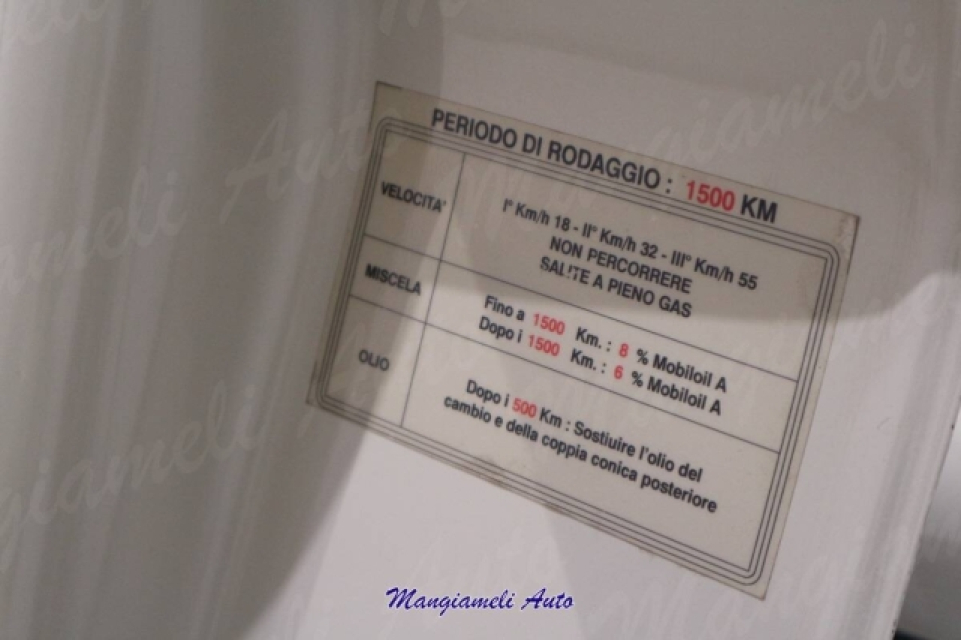 PERIODO DI RODAGGIO : 1500 KM
VELOCITA'
I° Km/h 18 - II° Km/h 32 - III° Km/h 55
NON PERCORRERE
SALITE A PIENO GAS
MISCELA
Fino a 1500 Km. : 8 % Mobiloil A
Dopo i 1500 Km. : 6 % Mobiloil A
OLIO
Dopo i 500 Km : Sostiuire l'olio del
cambio e della coppia conica posteriore
Mangiameli Auto